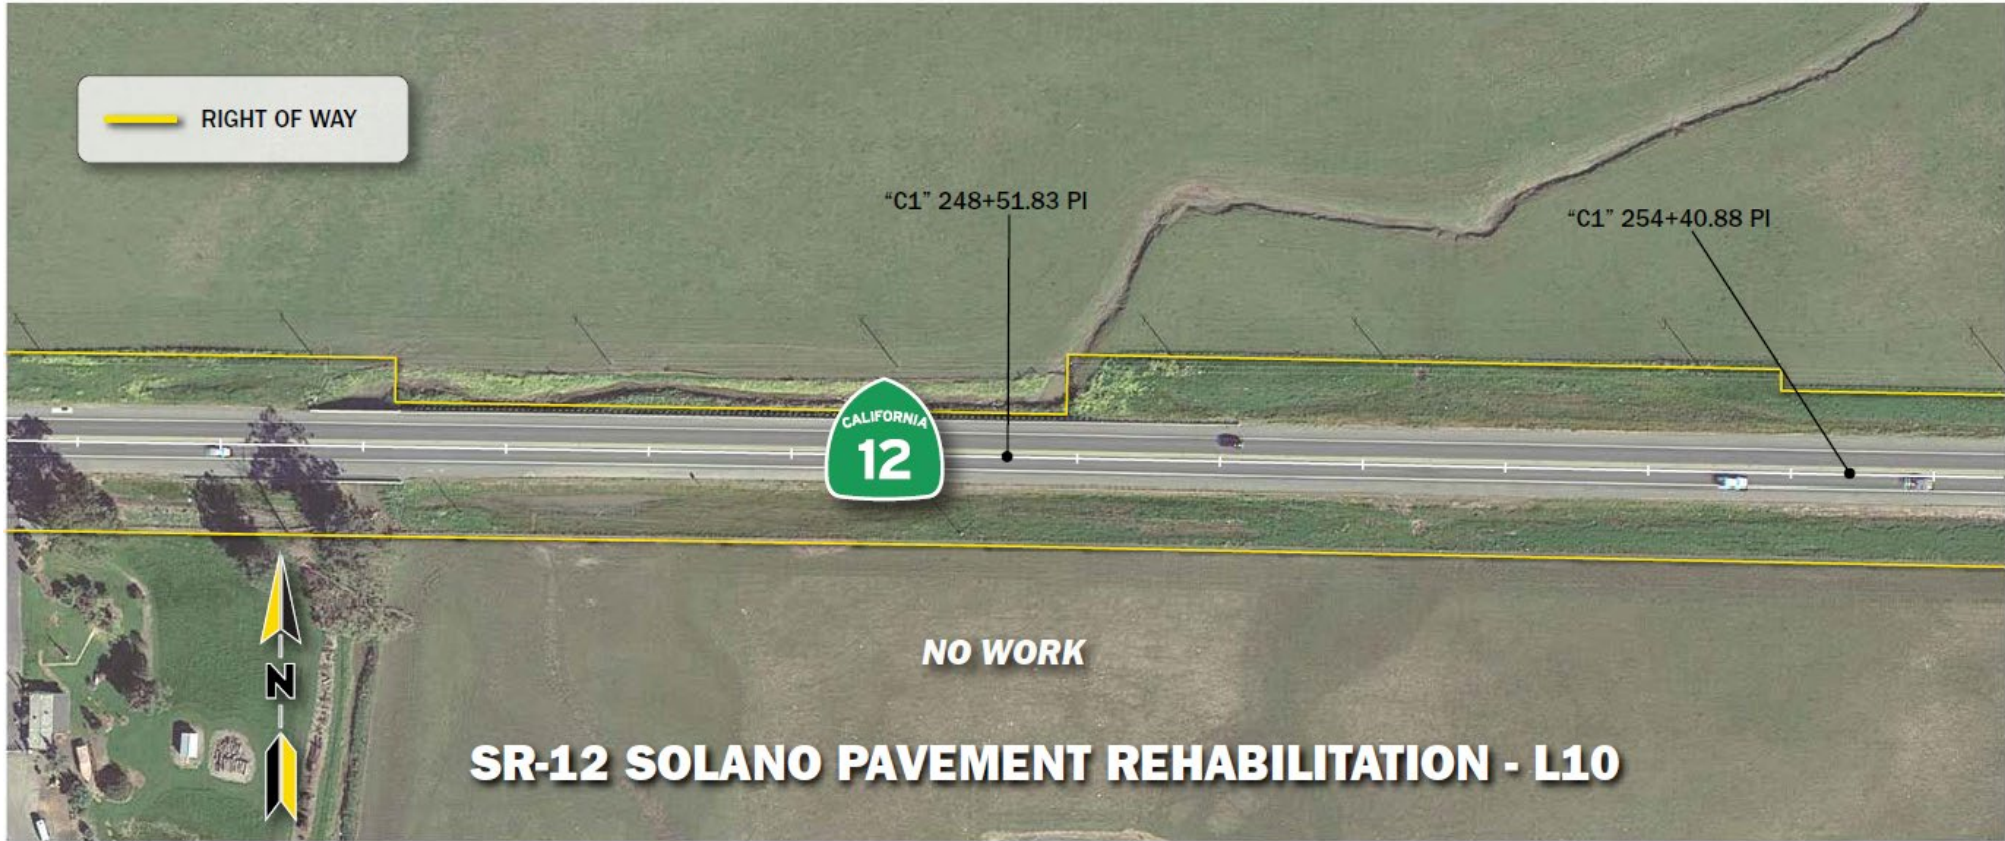 RIGHT OF WAY
“C1” 248+51.83 PI
“C1” 254+40.88 PI
CALIFORNIA
12
NO WORK
N
SR-12 SOLANO PAVEMENT REHABILITATION - L10